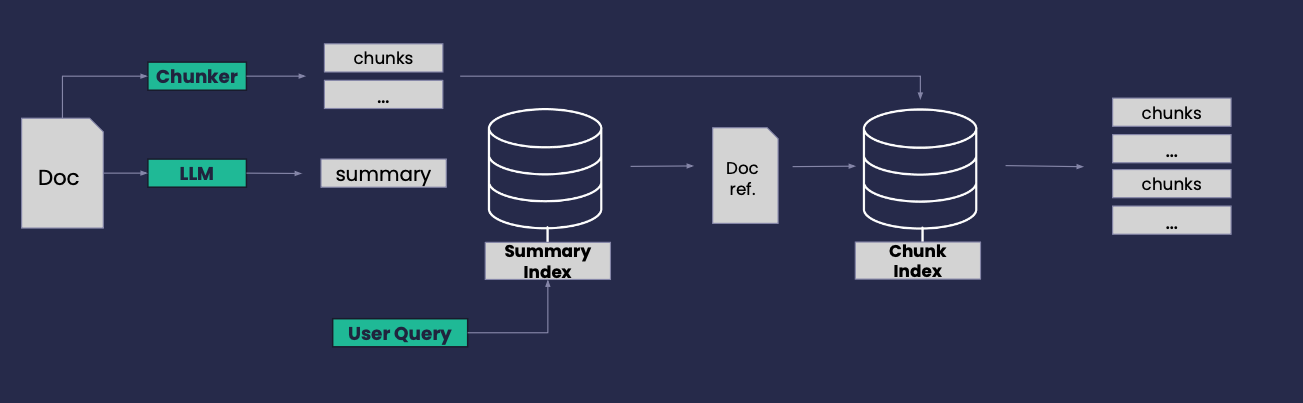 Chunker
chunks
...
Doc
LLM
summary
Summary
Index
User Query
Doc
ref.
Chunk
Index
chunks
...
chunks
...